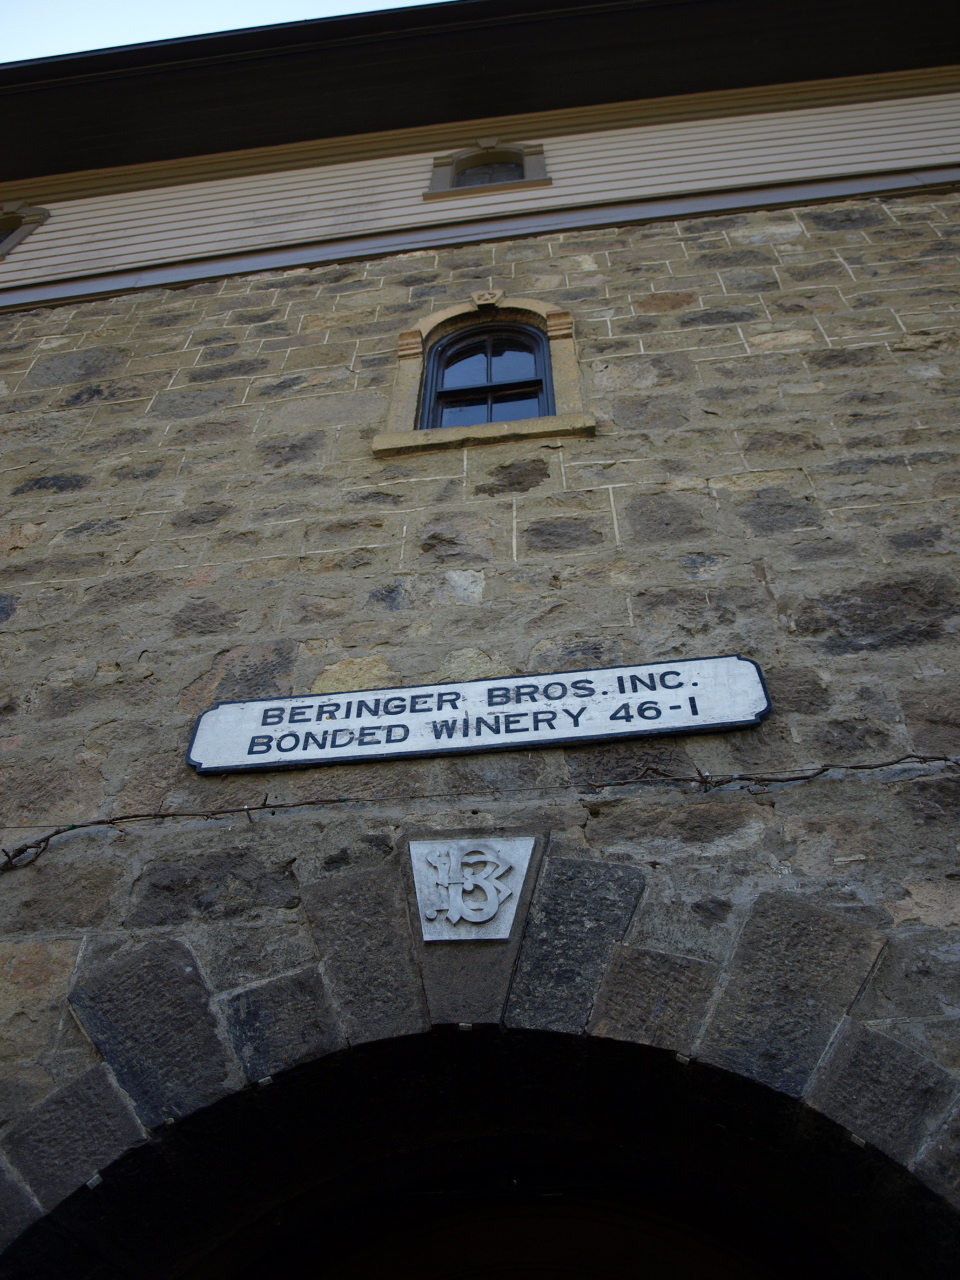 BERINGER BROS. INC.
BONDED WINERY 46-1
B